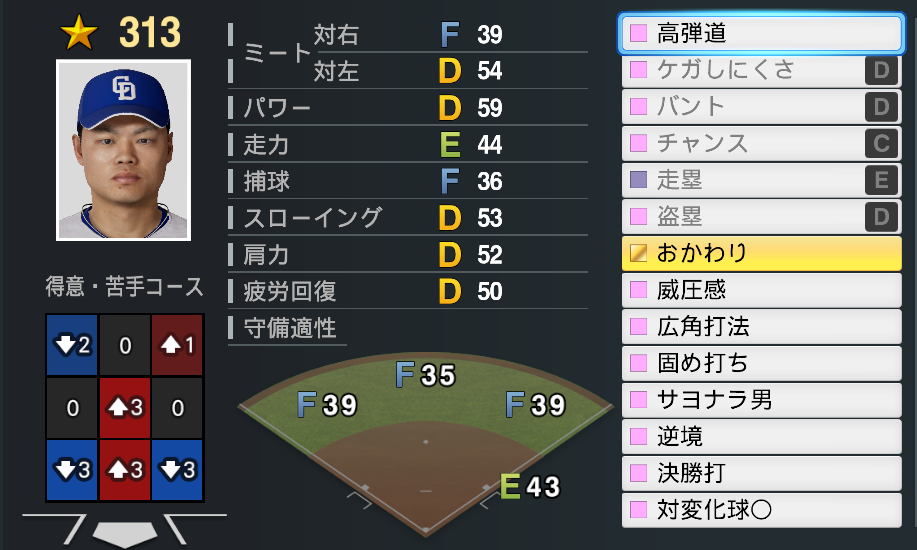 313
CD
ミート
対右 F 39
対左 D 54
パワー D 59
走力 E 44
捕球 F 36
スローイング D 53
肩力 D 52
疲労回復 D 50
守備適性
F 35
F 39
F 39
E 43
得意・苦手コース
2 0 1
0 3 0
3 3 3
高弾道
ケガしにくさ D
バント D
チャンス C
走塁 E
盗塁 D
おかわり
威圧感
広角打法
固め打ち
サヨナラ男
逆境
決勝打
対変化球〇